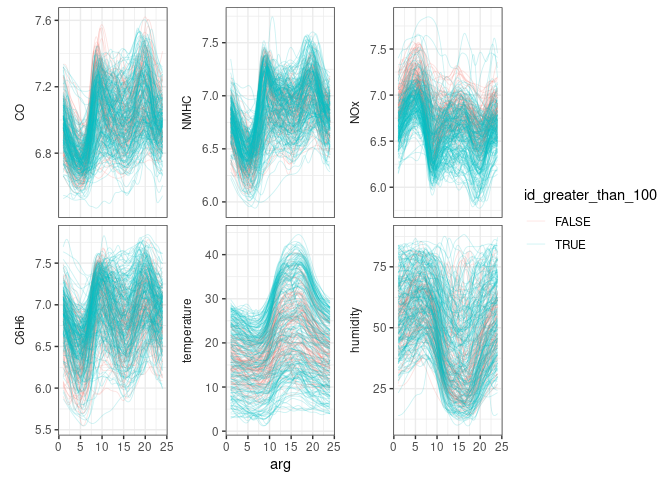 7.6
7.2
6.8
CO
7.5
7.0
6.5
6.0
NMHC
7.5
7.0
6.5
6.0
NOx
7.5
7.0
6.5
6.0
5.5
C6H6
0 5 10 15 20 25
40
30
20
10
0
temperature
0 5 10 15 20 25
75
50
25
humidity
0 5 10 15 20 25
arg
id_greater_than_100
FALSE
TRUE